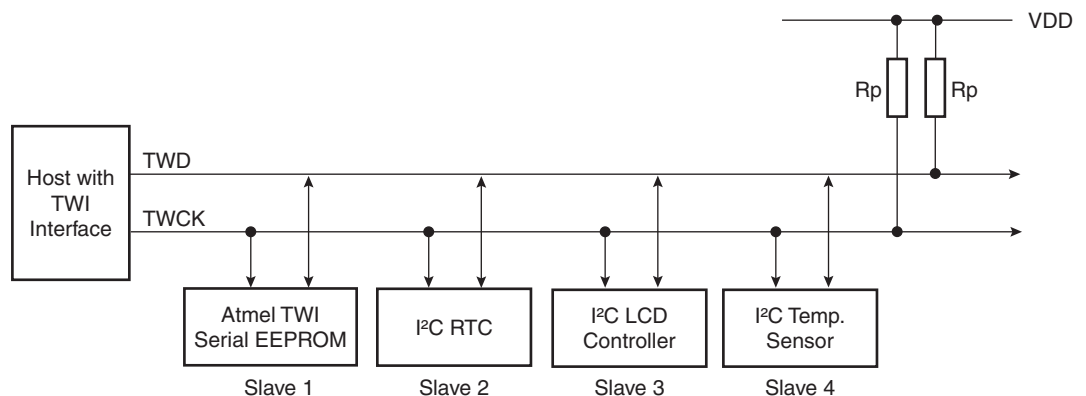 VDD
Rp
Rp
Host with
TWI
Interface
TWD
TWCK
Atmel TWI
Serial EEPROM
I²C RTC
I²C LCD
Controller
I²C Temp.
Sensor
Slave 1
Slave 2
Slave 3
Slave 4